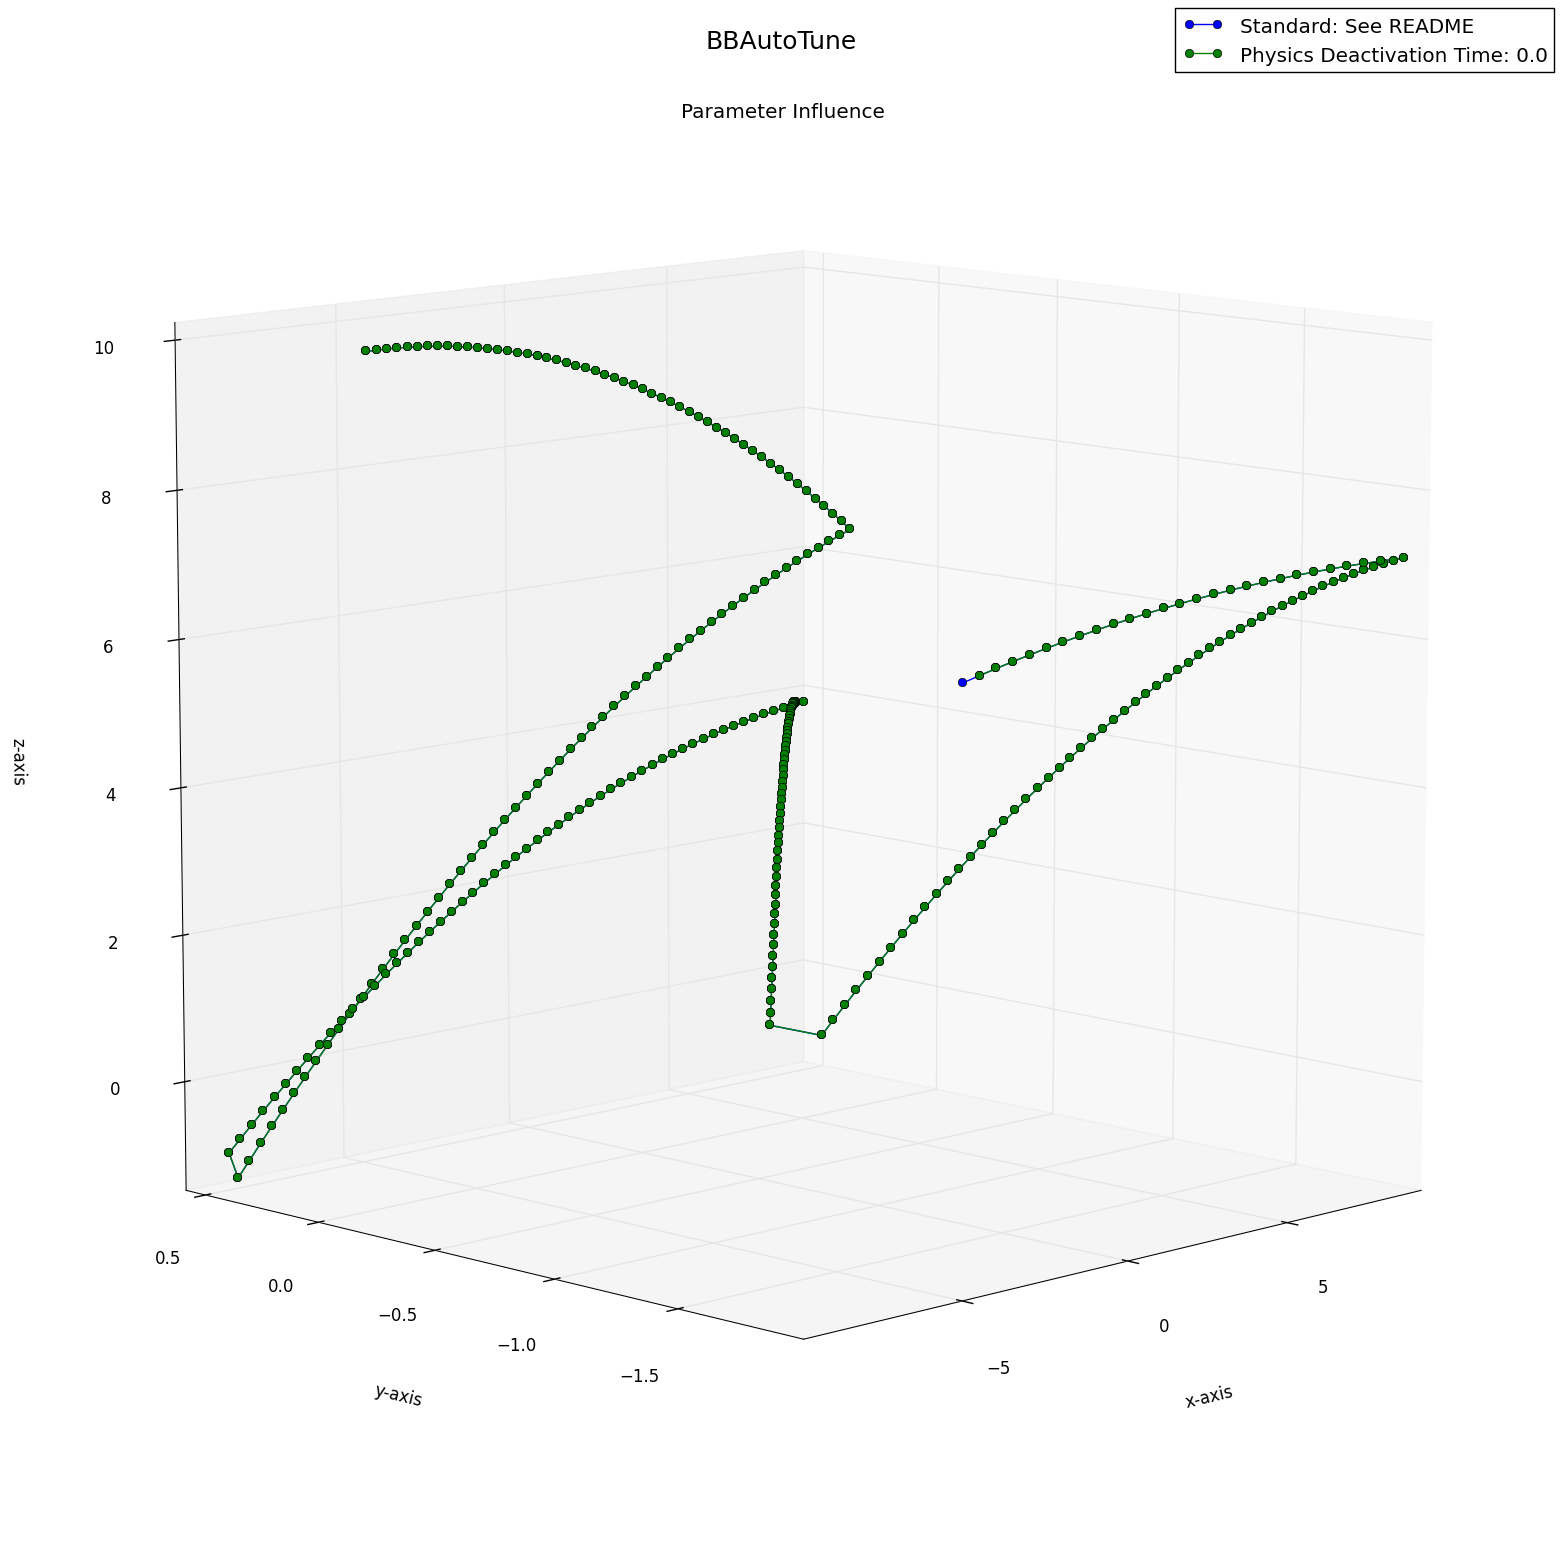 BBAutoTune
Standard: See README
Physics Deactivation Time: 0.0
Parameter Influence
10
8
6
4
2
0
z-axis
0.5
0.0
−0.5
−1.0
−1.5
y-axis
−5
0
5
x-axis